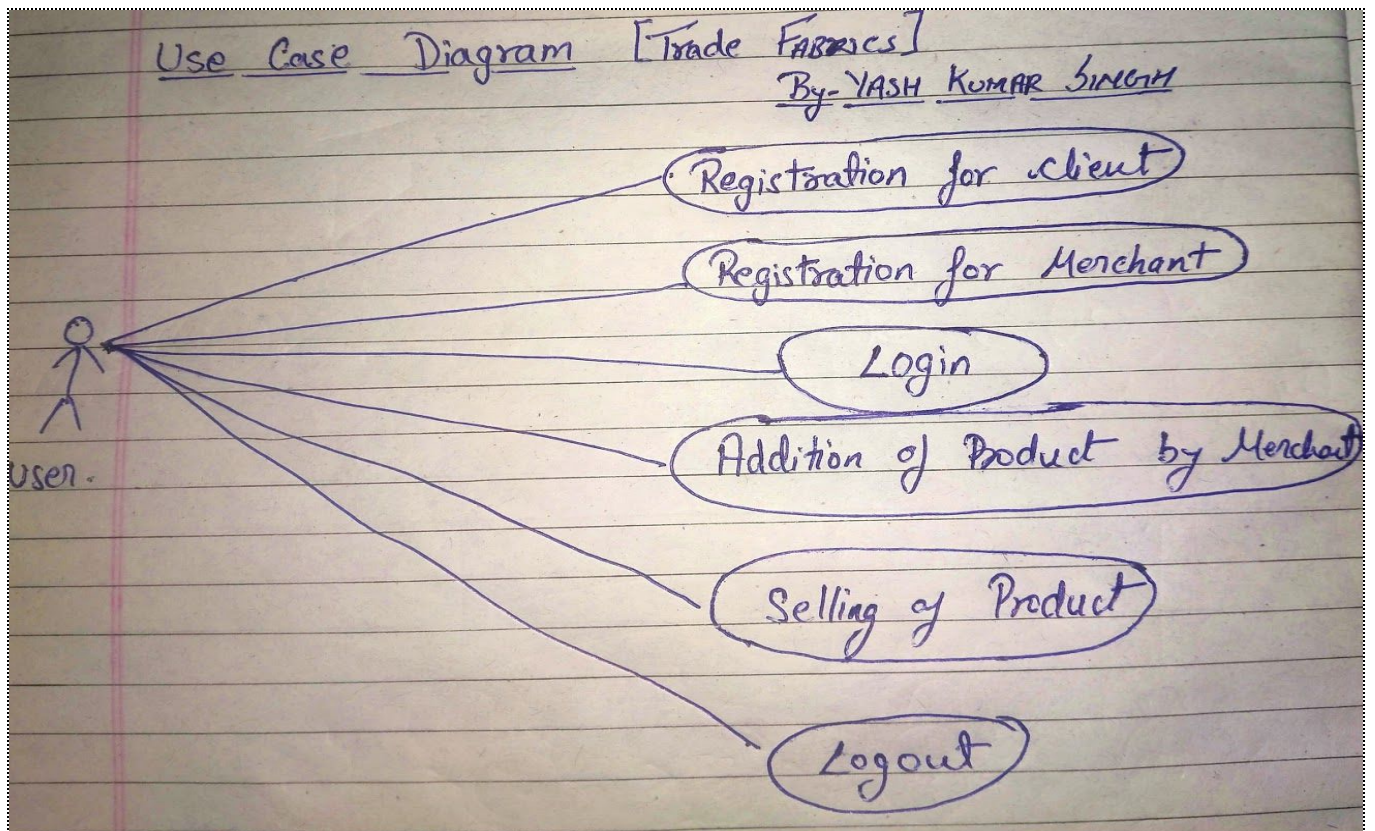 Use Case Diagram [Trade FABRICS]
By- YASH KUMAR SINGH
Registration for client
Registration for Merchant
Login
Addition of Product by Merchant
User.
Selling of Product
Logout